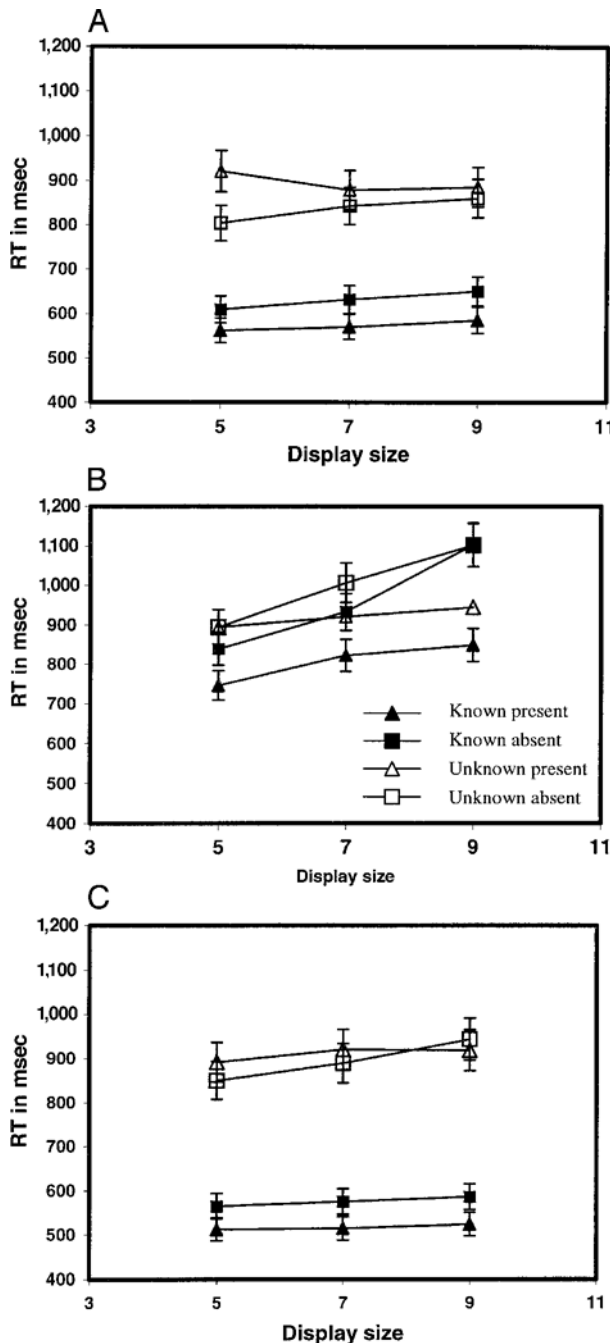 A
1,200
1,100
1,000
900
800
700
600
500
400
RT in msec
3 5 7 9 11
Display size
B
1,200
1,100
1,000
900
800
700
600
500
400
RT in msec
Known present
Known absent
Unknown present
Unknown absent
3 5 7 9 11
Display size
C
1,200
1,100
1,000
900
800
700
600
500
400
RT in msec
3 5 7 9 11
Display size